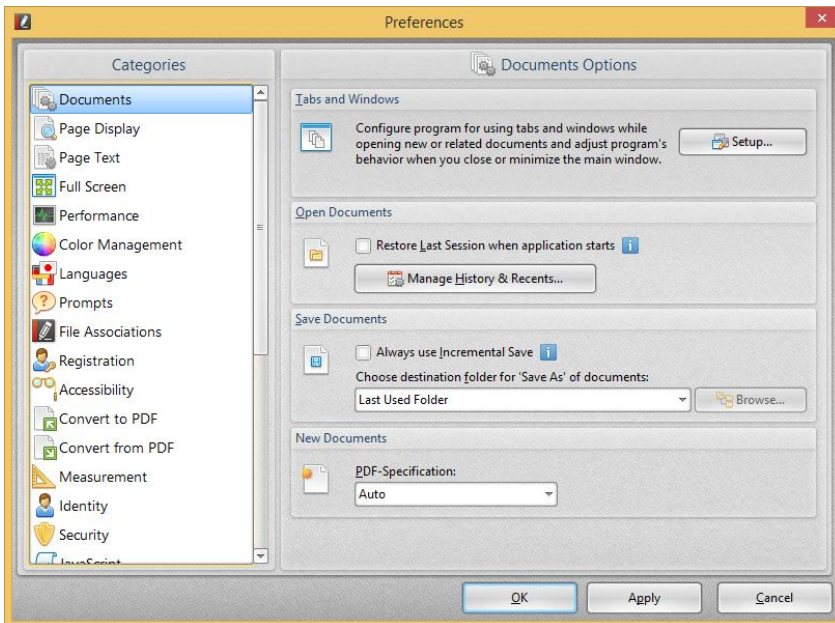 Preferences
Categories
Documents
Page Display
Page Text
Full Screen
Performance
Color Management
Languages
Prompts
File Associations
Registration
Accessibility
Convert to PDF
Convert from PDF
Measurement
Identity
Security
JavaScript
Documents Options
Tabs and Windows
Configure program for using tabs and windows while
opening new or related documents and adjust program's
behavior when you close or minimize the main window.
Setup...
Open Documents
Restore Last Session when application starts
Manage History & Recents...
Save Documents
Always use Incremental Save
Choose destination folder for 'Save As' of documents:
Last Used Folder
Browse...
New Documents
PDF-Specification:
Auto
OK
Apply
Cancel